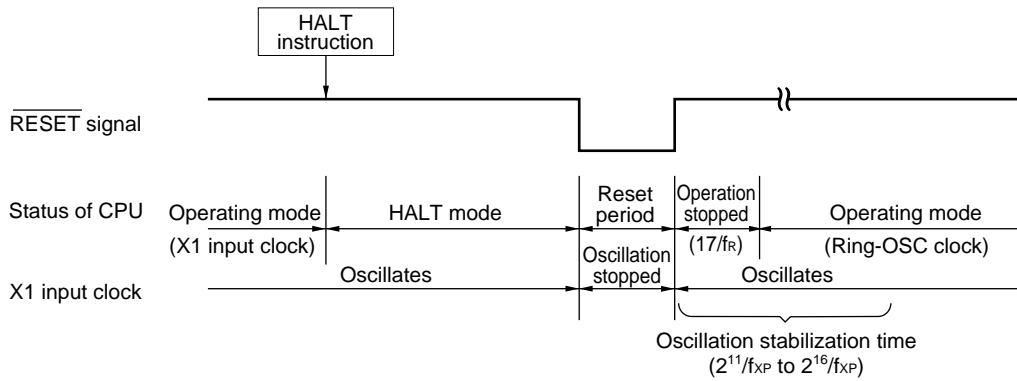 HALT
instruction
RESET signal
Status of CPU
Operating mode
(X1 input clock)
HALT mode
Reset
period
Operation
stopped
(17/fR)
Operating mode
(Ring-OSC clock)
X1 input clock
Oscillates
Oscillation
stopped
Oscillates
Oscillation stabilization time
(2^11/fXP to 2^16/fXP)